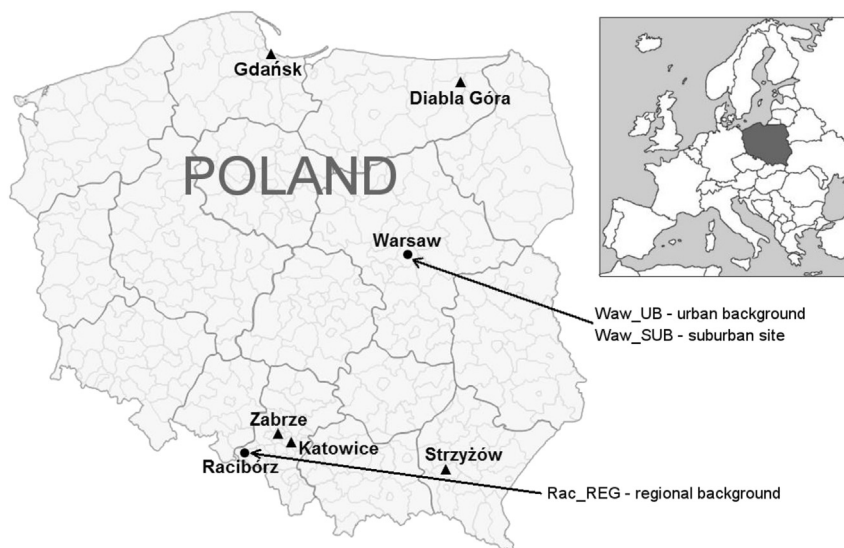 Gdańsk
Diabla Góra
POLAND
Warsaw
Waw_UB - urban background
Waw_SUB - suburban site
Zabrze
Katowice
Racibórz
Strzyżów
Rac_REG - regional background